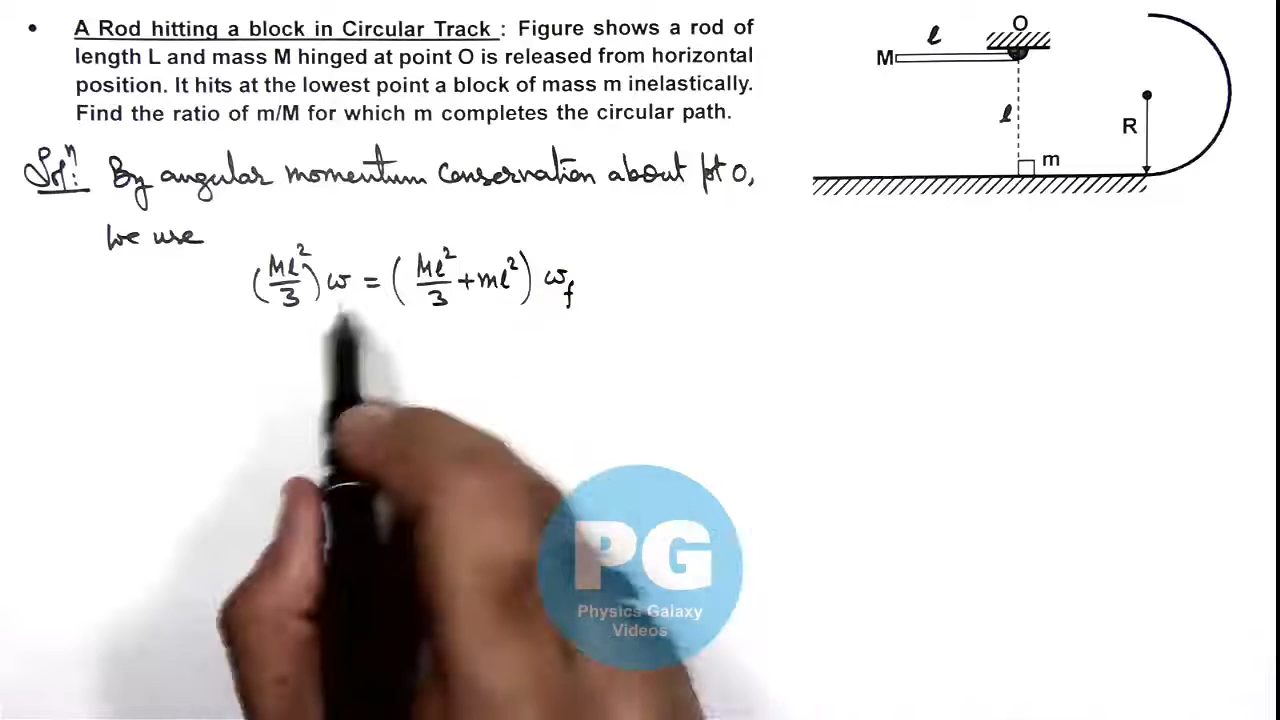 • A Rod hitting a block in Circular Track : Figure shows a rod of
length L and mass M hinged at point O is released from horizontal
position. It hits at the lowest point a block of mass m inelastically.
Find the ratio of m/M for which m completes the circular path.
O
l
M
l
R
m
Solⁿ: By angular momentum conservation about pt O,
we use
(Ml²/3) ω = (Ml²/3 + ml²) ω_f
PG
Physics Galaxy
Videos